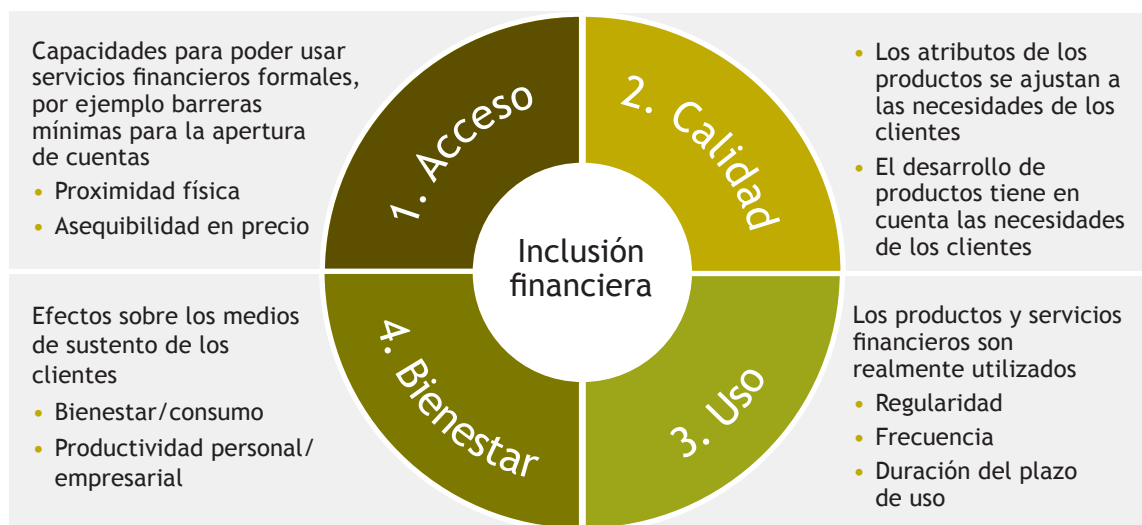 Capacidades para poder usar
servicios financieros formales,
por ejemplo barreras
mínimas para la apertura
de cuentas
• Proximidad física
• Asequibilidad en precio
1. Acceso
2. Calidad
• Los atributos de los
productos se ajustan a
las necesidades de los
clientes
• El desarrollo de
productos tiene en
cuenta las necesidades
de los clientes
Inclusión
financiera
Efectos sobre los medios
de sustento de los
clientes
• Bienestar/consumo
• Productividad personal/
empresarial
4. Bienestar
3. Uso
Los productos y servicios
financieros son
realmente utilizados
• Regularidad
• Frecuencia
• Duración del plazo
de uso